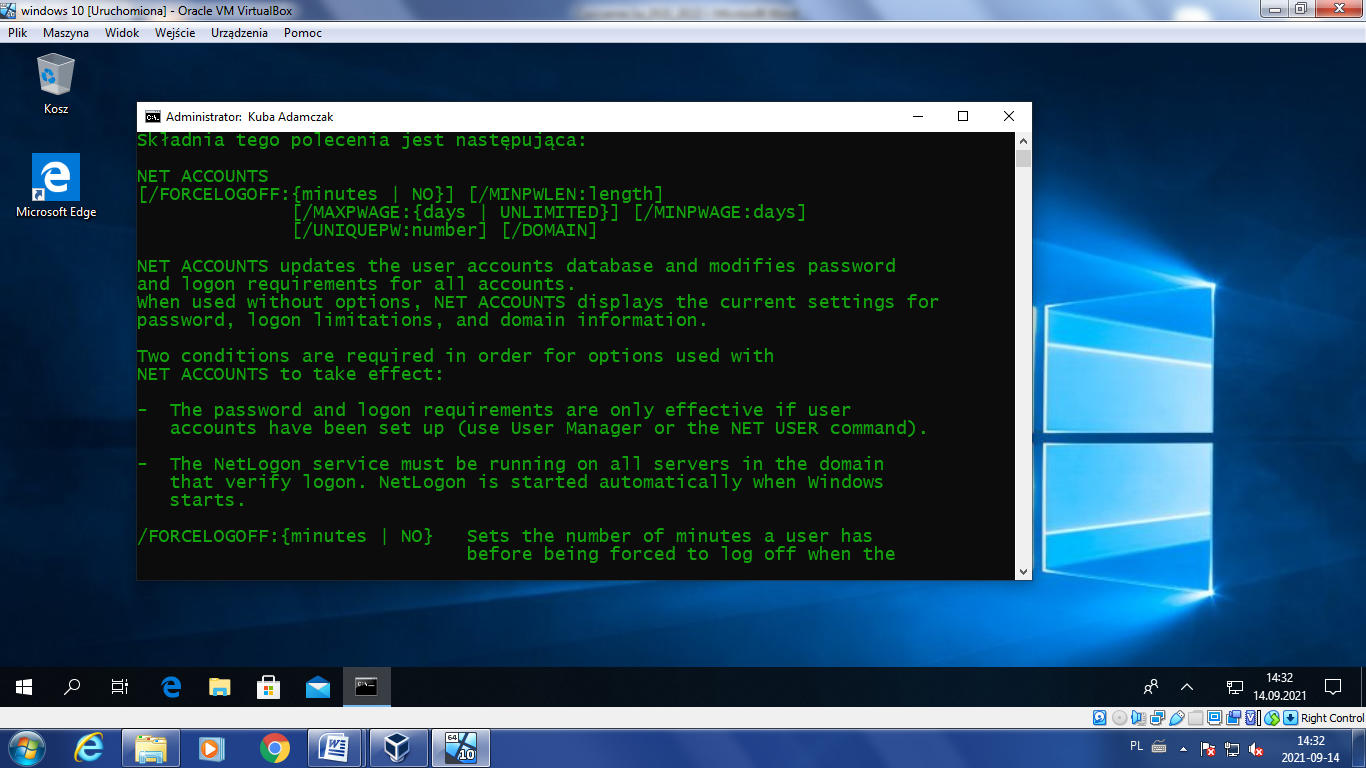 windows 10 [Uruchomiona] - Oracle VM VirtualBox
Plik Maszyna Widok Wejście Urządzenia Pomoc
Kosz
Microsoft Edge
Administrator: Kuba Adamczak
Składnia tego polecenia jest następująca:
NET ACCOUNTS
[/FORCELOGOFF:{minutes | NO}] [/MINPWLEN:length]
[/MAXPWAGE:{days | UNLIMITED}] [/MINPWAGE:days]
[/UNIQUEPW:number] [/DOMAIN]
NET ACCOUNTS updates the user accounts database and modifies password
and logon requirements for all accounts.
When used without options, NET ACCOUNTS displays the current settings for
password, logon limitations, and domain information.
Two conditions are required in order for options used with
NET ACCOUNTS to take effect:
- The password and logon requirements are only effective if user
accounts have been set up (use User Manager or the NET USER command).
- The NetLogon service must be running on all servers in the domain
that verify logon. NetLogon is started automatically when Windows
starts.
/FORCELOGOFF:{minutes | NO} Sets the number of minutes a user has
before being forced to log off when the
14:32
14.09.2021
Right Control
64
10
PL
14:32
2021-09-14